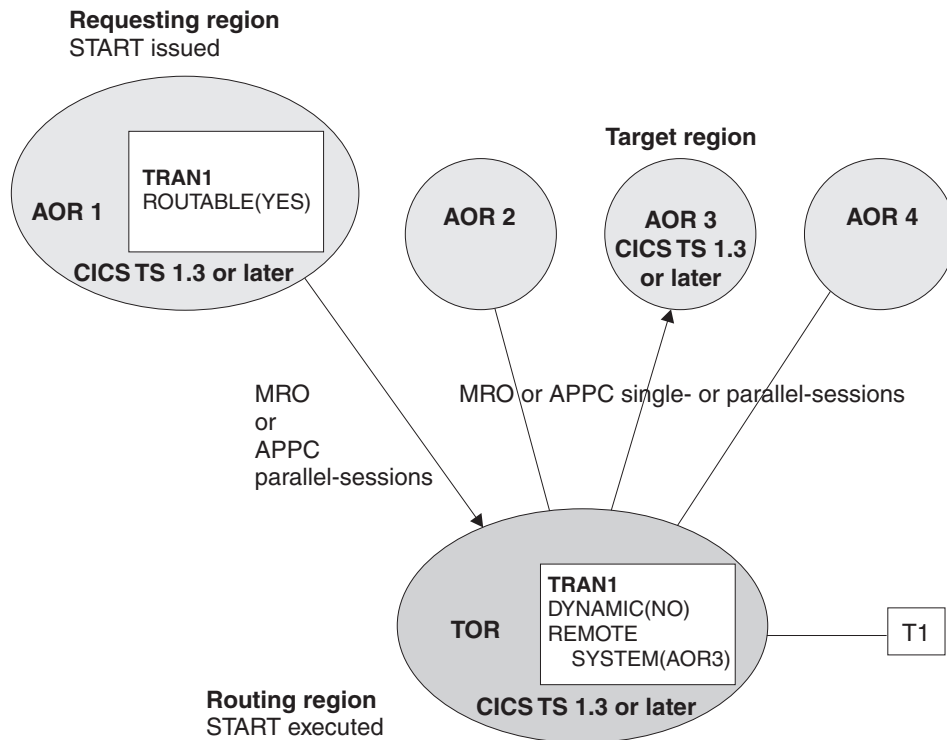 Requesting region
START issued
TRAN1
ROUTABLE(YES)
AOR 1
CICS TS 1.3 or later
Target region
AOR 2
AOR 3
CICS TS 1.3
or later
AOR 4
MRO
or
APPC
parallel-sessions
MRO or APPC single- or parallel-sessions
TOR
TRAN1
DYNAMIC(NO)
REMOTE
SYSTEM(AOR3)
CICS TS 1.3 or later
T1
Routing region
START executed